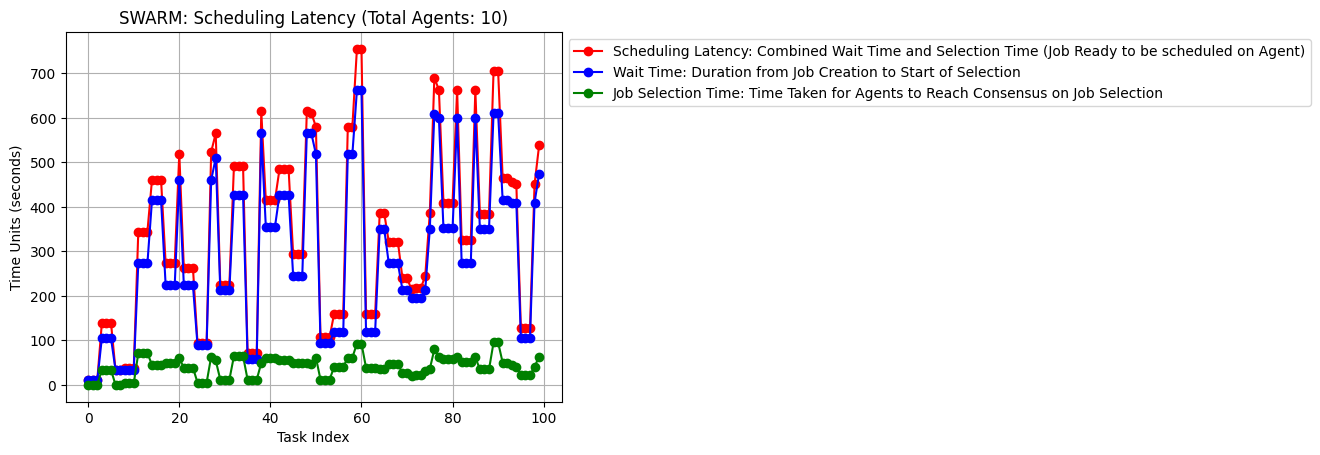 SWARM: Scheduling Latency (Total Agents: 10)
Scheduling Latency: Combined Wait Time and Selection Time (Job Ready to be scheduled on Agent)
Wait Time: Duration from Job Creation to Start of Selection
Job Selection Time: Time Taken for Agents to Reach Consensus on Job Selection
Time Units (seconds)
700
600
500
400
300
200
100
0
0 20 40 60 80 100
Task Index